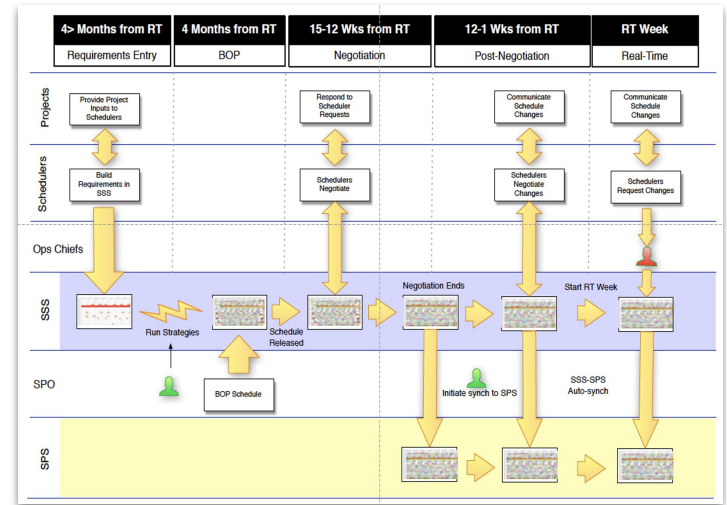 4> Months from RT
4 Months from RT
15-12 Wks from RT
12-1 Wks from RT
RT Week
Requirements Entry
BOP
Negotiation
Post-Negotiation
Real-Time
Projects
Provide Project
Inputs to
Schedulers
Respond to
Scheduler
Requests
Communicate
Schedule
Changes
Communicate
Schedule
Changes
Schedulers
Build
Requirements in
SSS
Schedulers
Negotiate
Schedulers
Negotiate
Changes
Schedulers
Request Changes
Ops Chiefs
SSS
Run Strategies
Schedule
Released
Negotiation Ends
Start RT Week
SPO
BOP Schedule
Initiate synch to SPS
SSS-SPS
Auto-synch
SPS